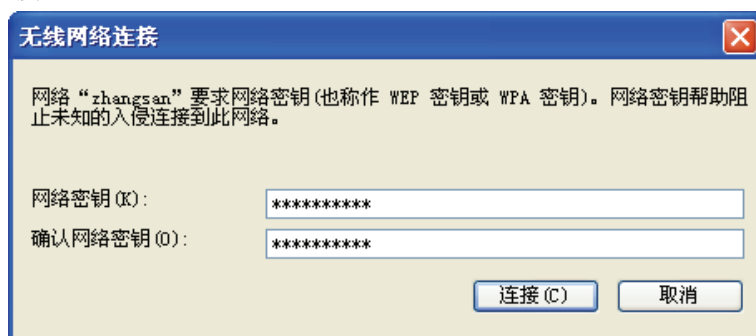 无线网络连接
网络“zhangsan”要求网络密钥(也称作 WEP 密钥或 WPA 密钥)。网络密钥帮助阻
止未知的入侵连接到此网络。
网络密钥(K): **********
确认网络密钥(O): **********
连接(C) 取消